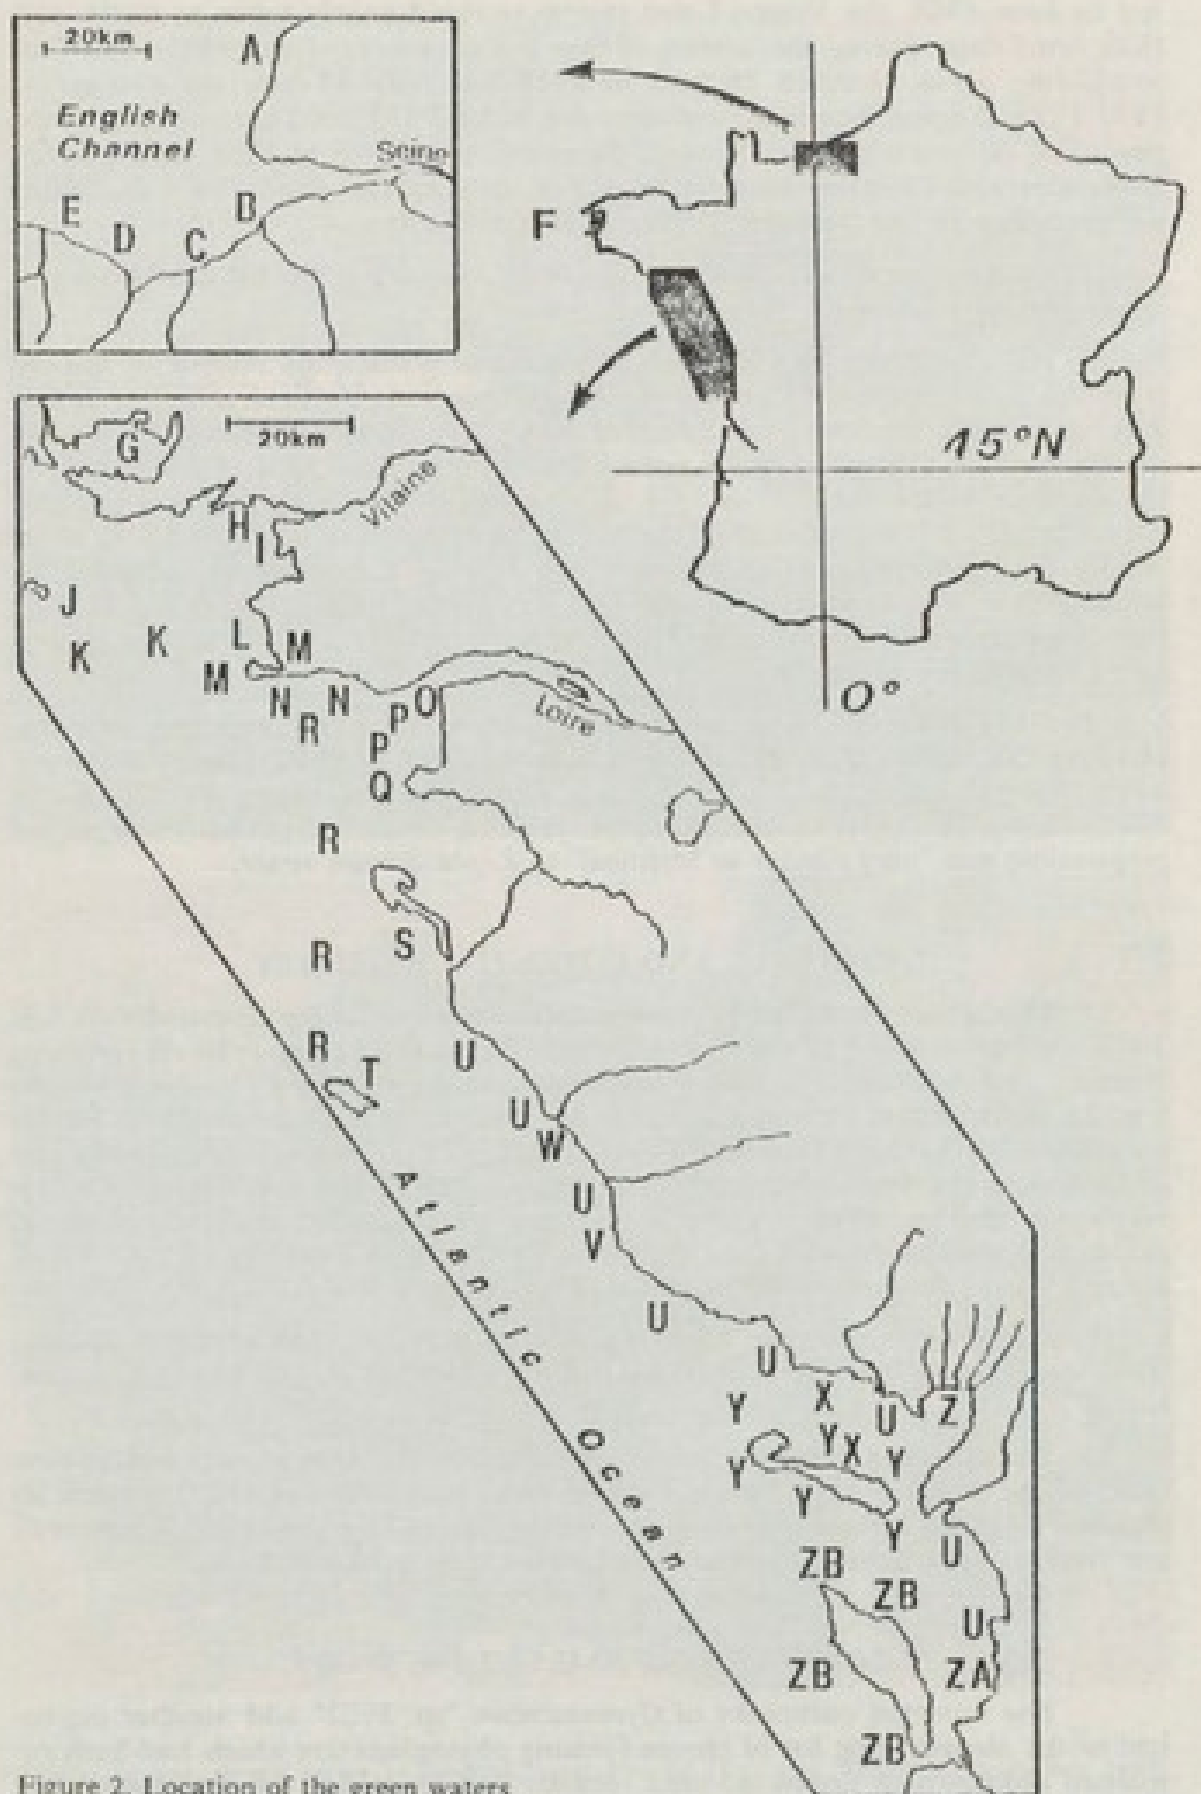 20km
A
English
Channel
Seine
E
D
C
B
F
45°N
0°
G
20km
Vilaine
H
I
J
K
K
L
M
M
N
N
R
O
P
P
Loire
Q
R
S
R
R
T
U
U
W
U
V
U
U
Atlantic Ocean
X
Y
U
Z
Y
X
Y
Y
Y
Y
U
ZB
ZB
U
ZB
ZA
ZB
Figure 2. Location of the green waters